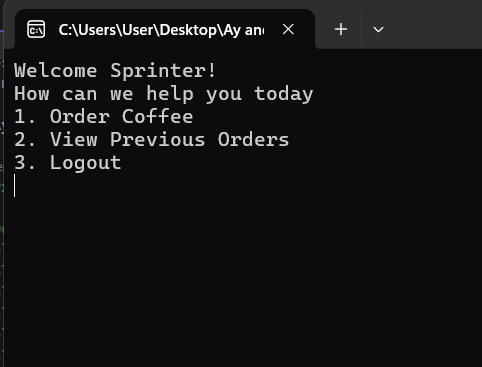 C:\Users\User\Desktop\Ay an
Welcome Sprinter!
How can we help you today
1. Order Coffee
2. View Previous Orders
3. Logout